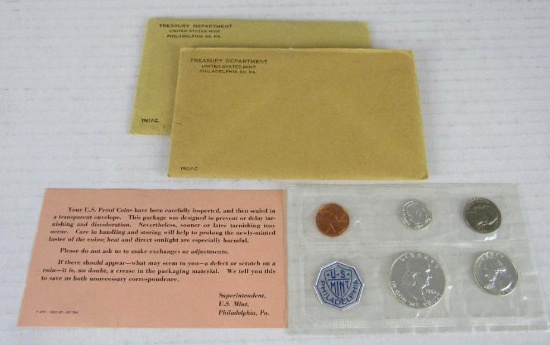 TREASURY DEPARTMENT
UNITED STATES MINT
PHILADELPHIA 30, PA.
TREASURY DEPARTMENT
UNITED STATES MINT
PHILADELPHIA 30, PA.
Your U.S. Proof Coins have been carefully inspected, and then sealed in
a transparent envelope. This package was designed to prevent or delay tar-
nishing and discoloration. Nevertheless, sooner or later tarnishing may
occur. Care in handling and storing will help to prolong the newly-minted
luster of the coins; heat and direct sunlight are especially harmful.
Please do not ask us to make exchanges or adjustments.
If there should appear—what may seem to you—a defect or scratch on a
coin—it is, no doubt, a crease in the packaging material. We tell you this
to save us both unnecessary correspondence.
Superintendent,
U.S. Mint,
Philadelphia, Pa.
U·S
MINT
PHILADELPHIA
LIBERTY